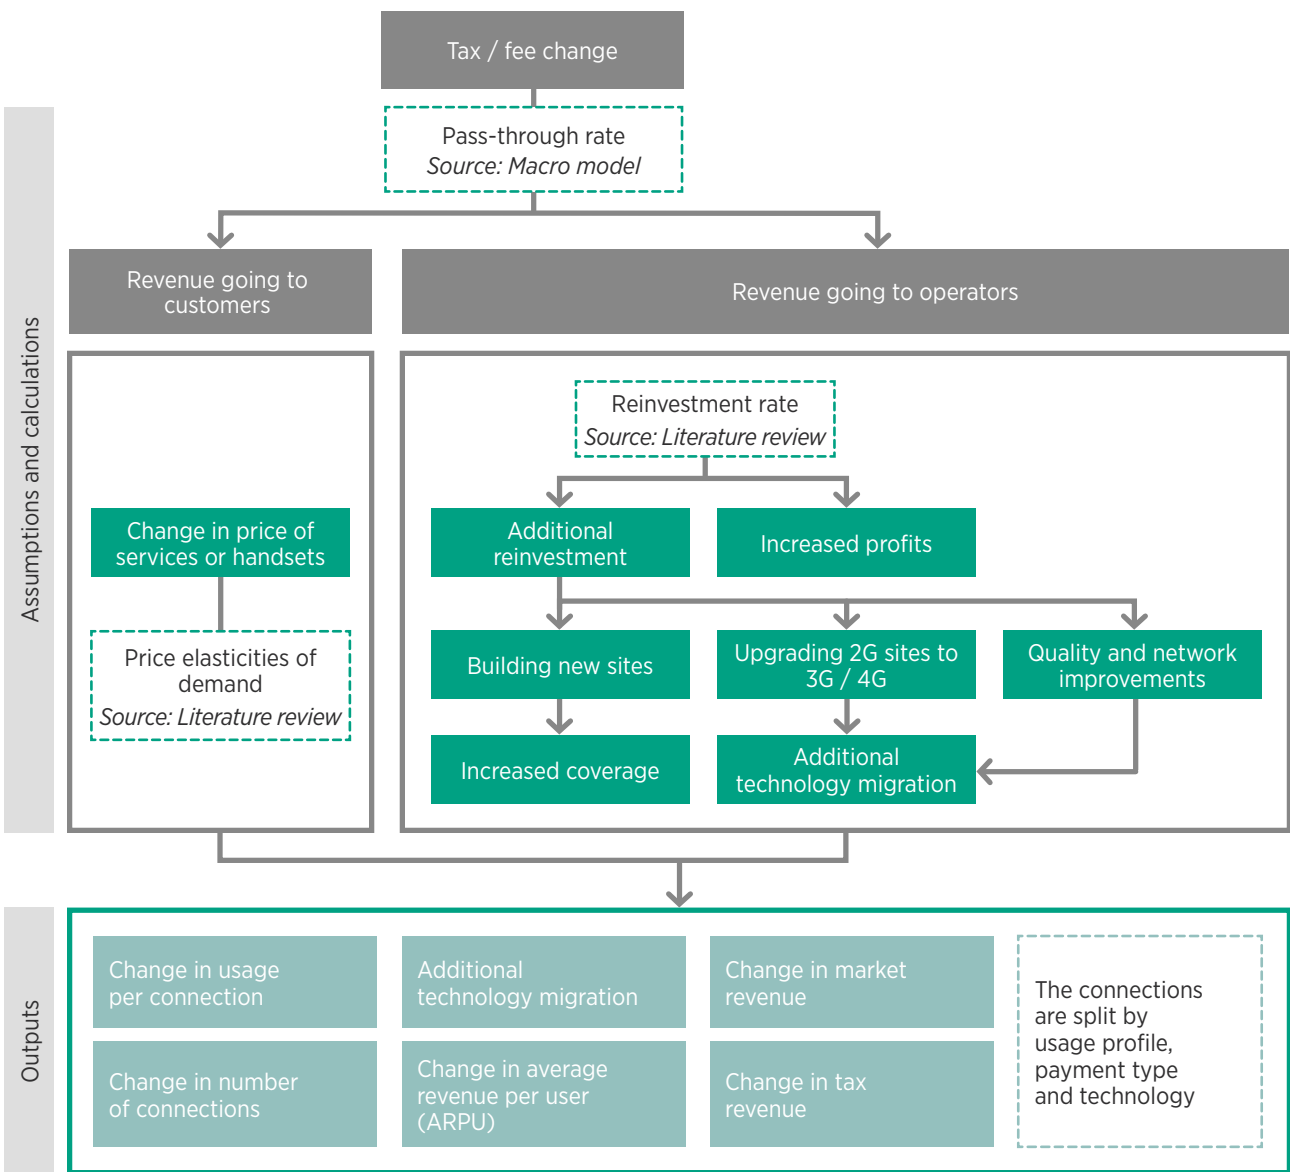 Tax / fee change
Pass-through rate
Source: Macro model
Assumptions and calculations
Revenue going to
customers
Revenue going to operators
Reinvestment rate
Source: Literature review
Change in price of
services or handsets
Additional
reinvestment
Increased profits
Price elasticities of
demand
Source: Literature review
Building new sites
Upgrading 2G sites to
3G / 4G
Quality and network
improvements
Increased coverage
Additional
technology migration
Outputs
Change in usage
per connection
Additional
technology migration
Change in market
revenue
Change in number
of connections
Change in average
revenue per user
(ARPU)
Change in tax
revenue
The connections
are split by
usage profile,
payment type
and technology